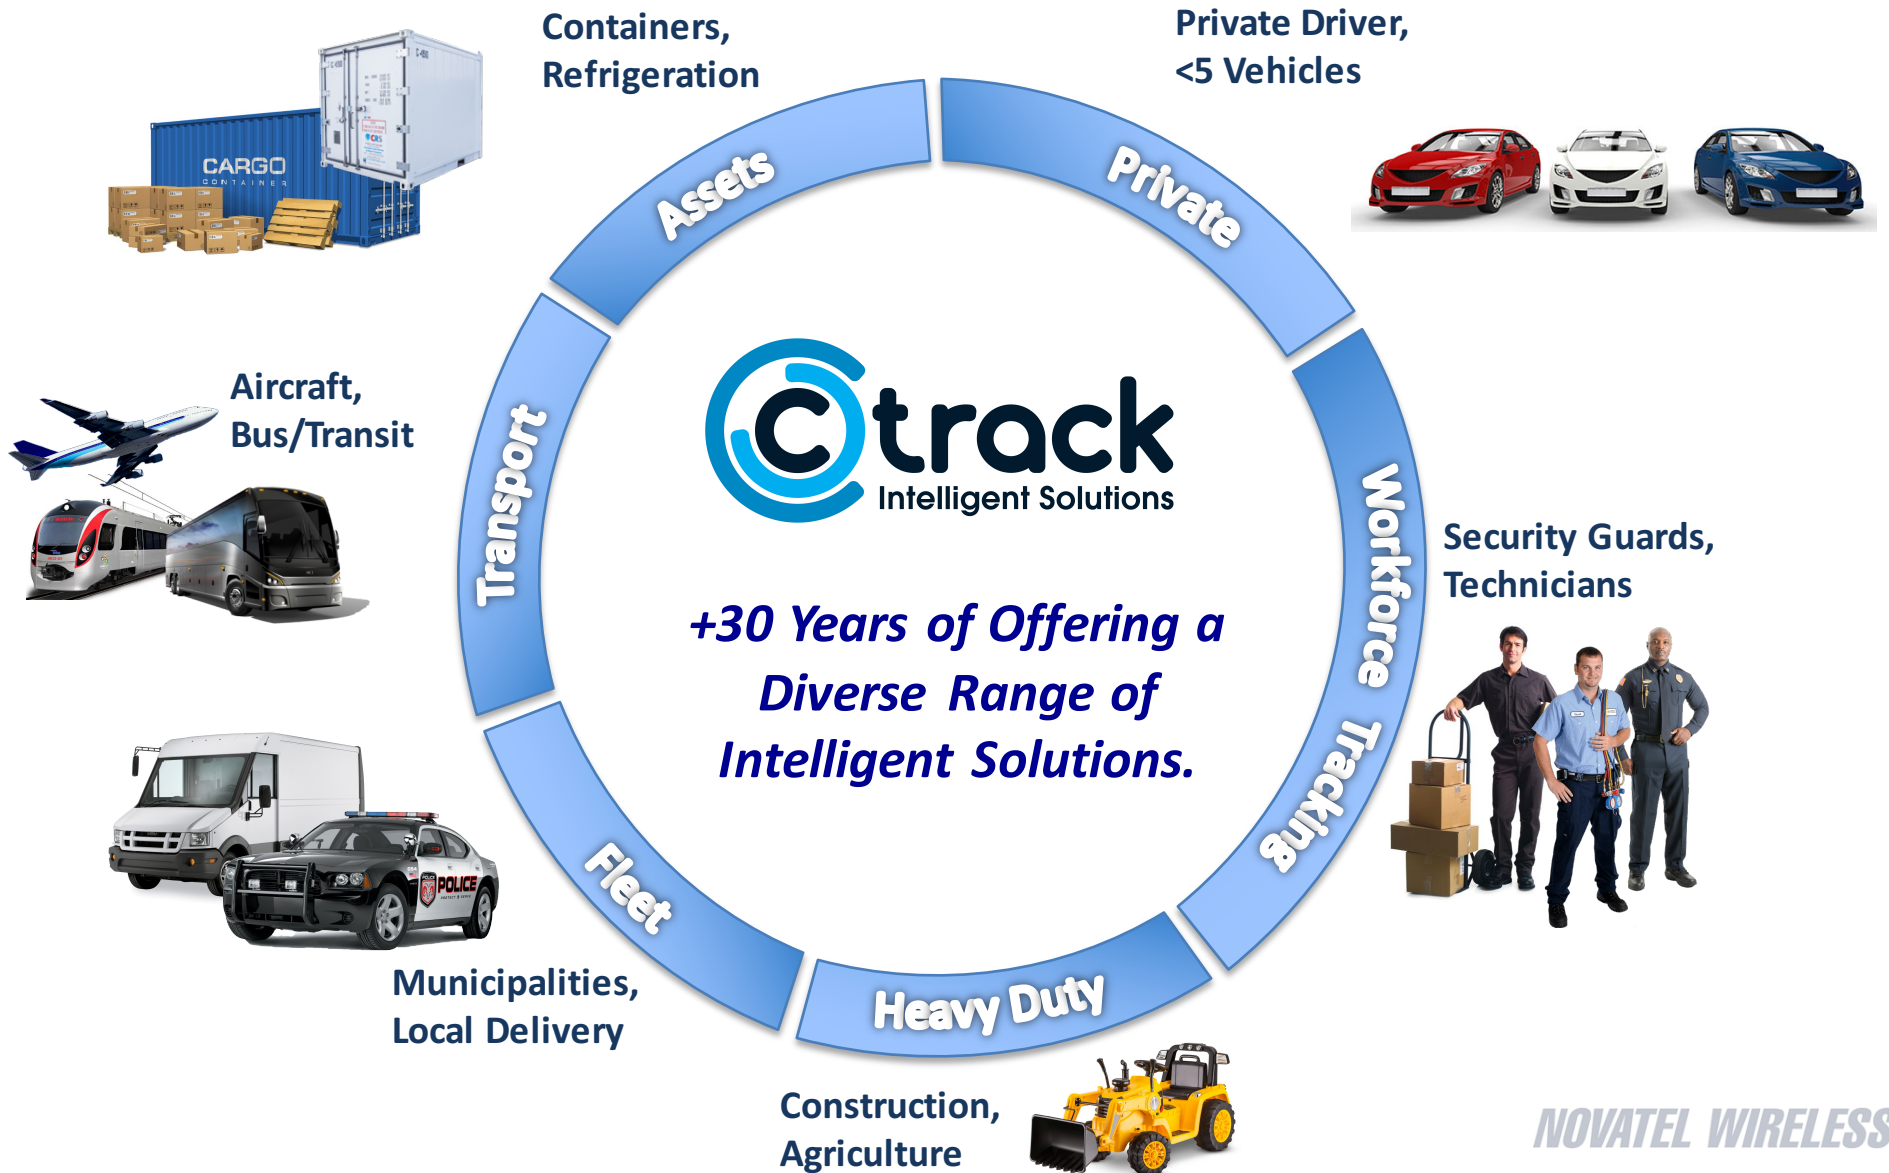 Containers,
Refrigeration
Private Driver,
<5 Vehicles
CARGO
CONTAINER
CRS
Assets
Private
Aircraft,
Bus/Transit
Transport
ctrack
Intelligent Solutions
Workforce Tracking
Security Guards,
Technicians
+30 Years of Offering a
Diverse Range of
Intelligent Solutions.
POLICE
Fleet
Municipalities,
Local Delivery
Heavy Duty
Construction,
Agriculture
NOVATEL WIRELESS